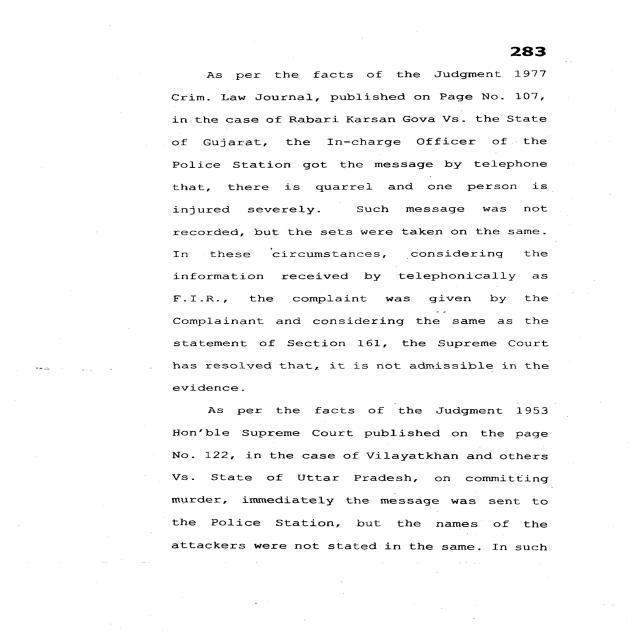 283
As per the facts of the Judgment 1977
Crim. Law Journal, published on Page No. 107,
in the case of Rabari Karsan Gova Vs. the State
of Gujarat, the In-charge Officer of the
Police Station got the message by telephone
that, there is quarrel and one person is
injured severely. Such message was not
recorded, but the sets were taken on the same.
In these circumstances, considering the
information received by telephonically as
F.I.R., the complaint was given by the
Complainant and considering the same as the
statement of Section 161, the Supreme Court
has resolved that, it is not admissible in the
evidence.
As per the facts of the Judgment 1953
Hon'ble Supreme Court published on the page
No. 122, in the case of Vilayatkhan and others
Vs. State of Uttar Pradesh, on committing
murder, immediately the message was sent to
the Police Station, but the names of the
attackers were not stated in the same. In such